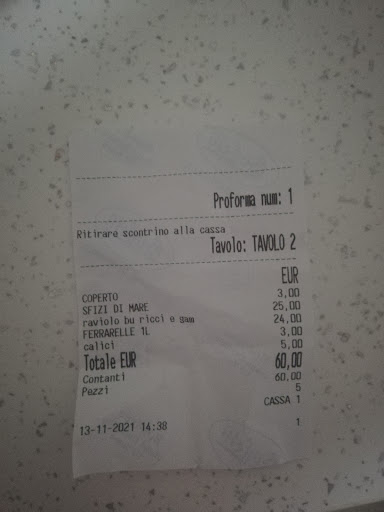 Proforma num: 1
Ritirare scontrino alla cassa
Tavolo: TAVOLO 2
EUR
COPERTO 3,00
SFIZI DI MARE 25,00
raviolo bu ricci e gam 24,00
FERRARELLE 1L 3,00
calici 5,00
Totale EUR 60,00
Contanti 60,00
Pezzi 5
CASSA 1
13-11-2021 14:38 1